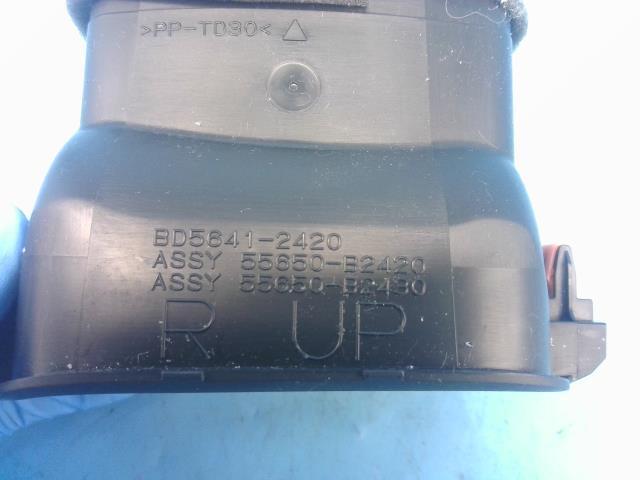 >PP-TD30<
BD5641-2420
ASSY 55650-B2420
ASSY 55650-B2430
R UP